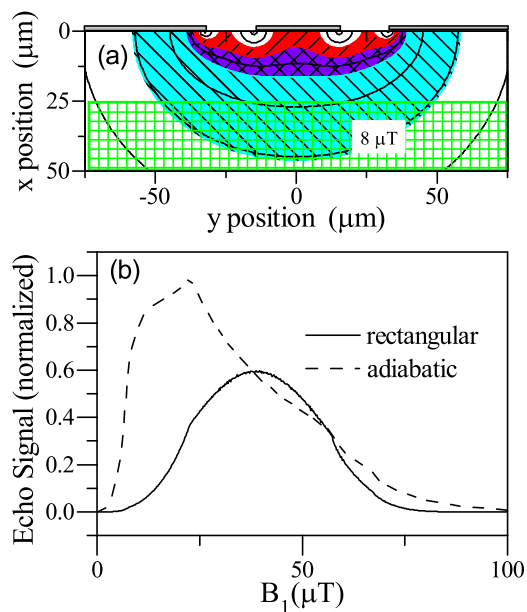 0
25
50
x position (μm)
(a)
8 μT
-50
0
50
y position (μm)
(b)
1.0
0.8
0.6
0.4
0.2
0.0
Echo Signal (normalized)
rectangular
adiabatic
0
50
100
B1(μT)